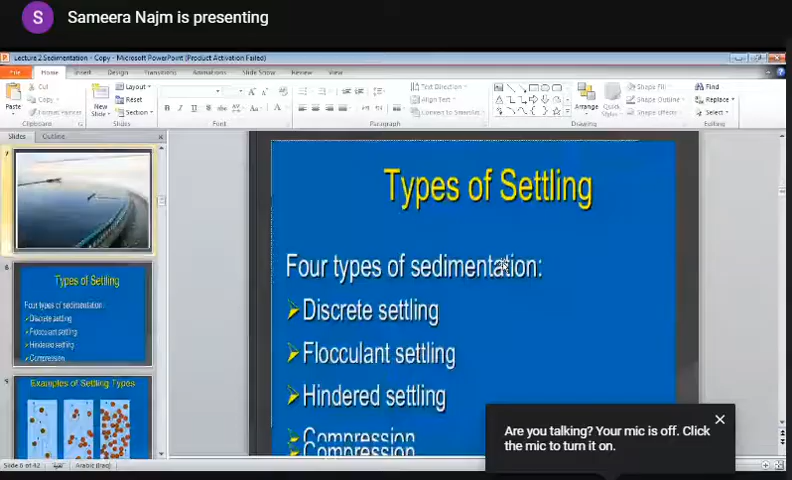 S
Sameera Najm is presenting
Lecture 2 Sedimentation - Copy - Microsoft PowerPoint (Product Activation Failed)
File Home Insert Design Transitions Animations Slide Show Review View
Paste
Cut
Copy
Format Painter
Clipboard
New Slide
Layout
Reset
Section
Slides
Font
Paragraph
Text Direction
Align Text
Convert to SmartArt
Arrange
Quick Styles
Shape Fill
Shape Outline
Shape Effects
Drawing
Find
Replace
Select
Editing
Slides Outline
7
6
Types of Settling
Four types of sedimentation:
Discrete settling
Flocculant settling
Hindered settling
Compression
Examples of Settling Types
Types of Settling
Four types of sedimentation:
Discrete settling
Flocculant settling
Hindered settling
Compression
Compression
Are you talking? Your mic is off. Click
the mic to turn it on.
Slide 6 of 42
Arabic (Iraq)